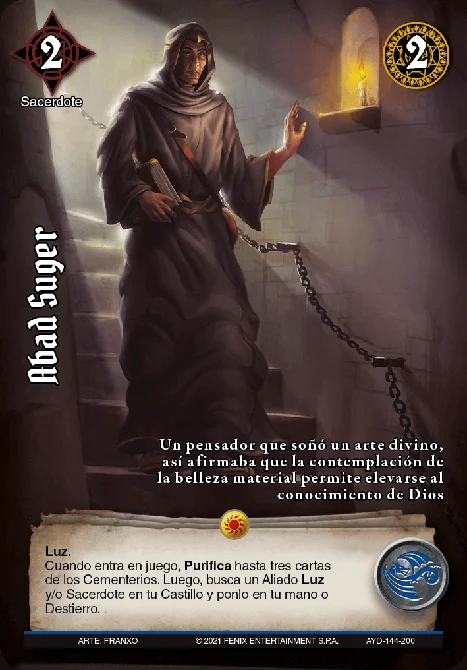 2
2
Sacerdote
Abad Suger
Un pensador que soñó un arte divino,
así afirmaba que la contemplación de
la belleza material permite elevarse al
conocimiento de Dios
Luz.
Cuando entra en juego, Purifica hasta tres cartas
de los Cementerios. Luego, busca un Aliado Luz
y/o Sacerdote en tu Castillo y ponlo en tu mano o
Destierro.
ARTE: FRANXO
© 2021 FENIX ENTERTAINMENT S.P.A.
AYD-144-200